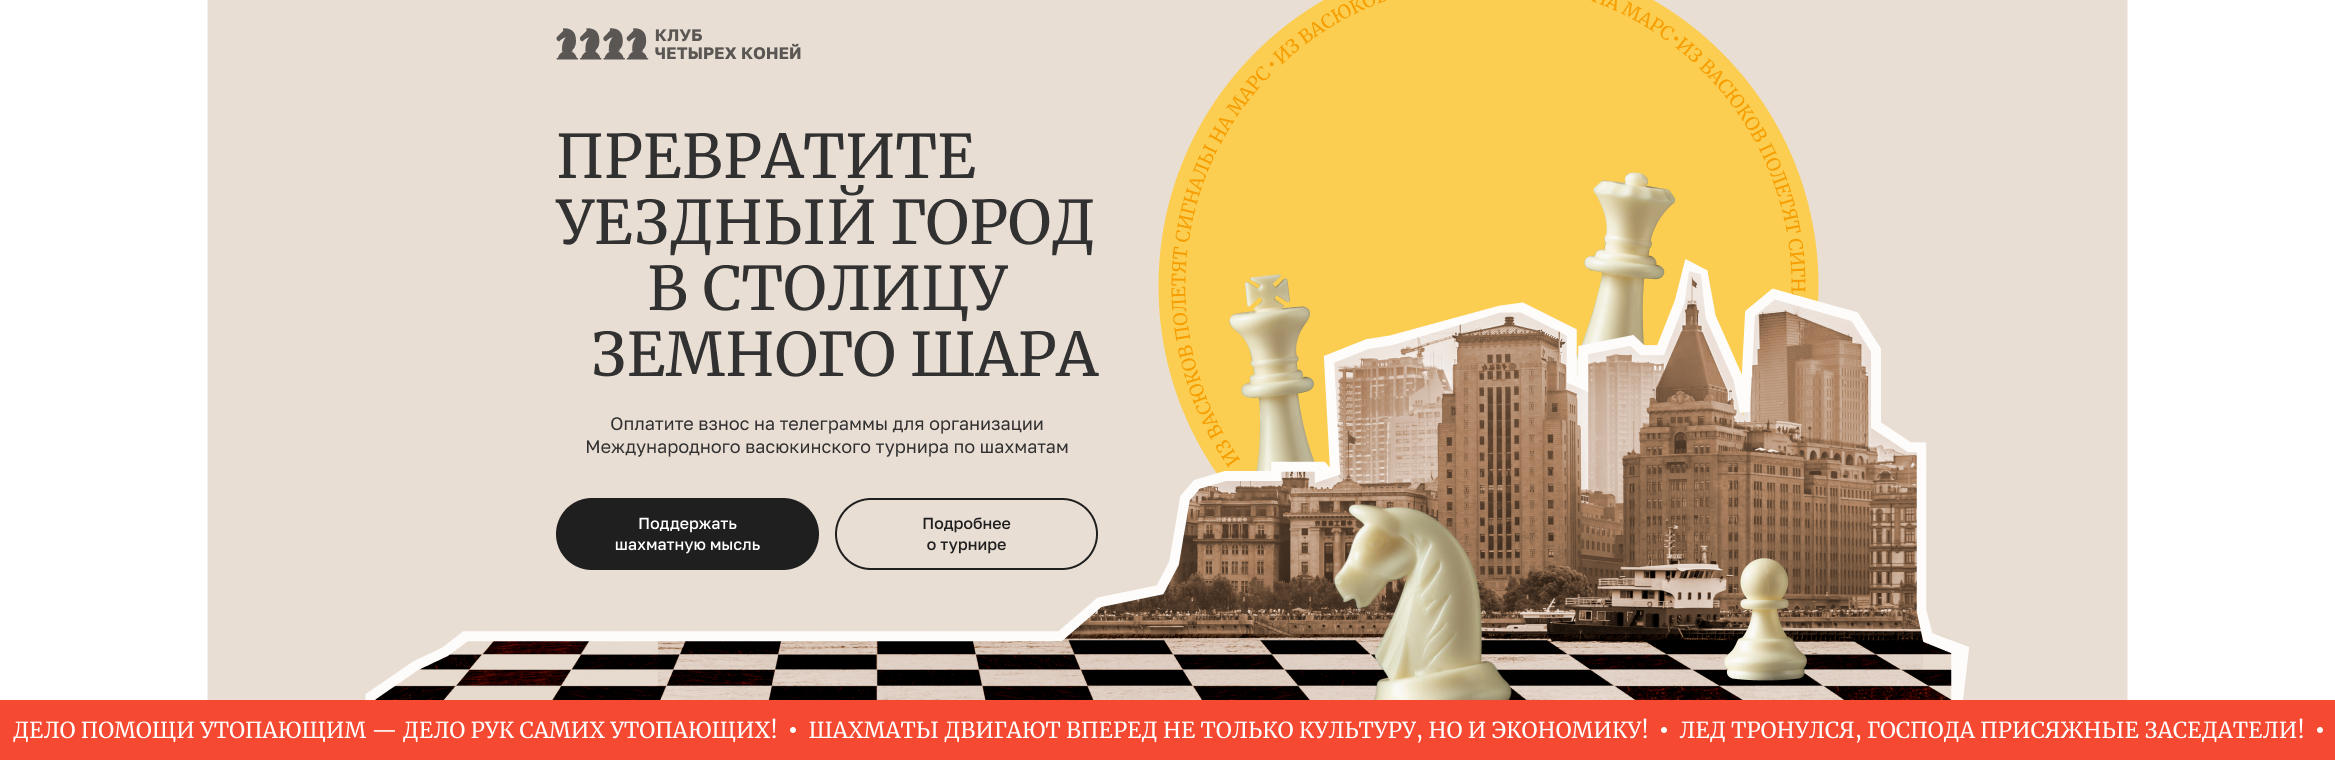 КЛУБ
ЧЕТЫРЕХ КОНЕЙ
ПРЕВРАТИТЕ
УЕЗДНЫЙ ГОРОД
В СТОЛИЦУ
ЗЕМНОГО ШАРА
Оплатите взнос на телеграммы для организации
Международного васюкинского турнира по шахматам
Поддержать
шахматную мысль
Подробнее
о турнире
ИЗ ВАСЮКОВ ПОЛЕТЯТ СИГНАЛЫ НА МАРС • ИЗ ВАСЮКОВ
НА МАРС • ИЗ ВАСЮКОВ ПОЛЕТЯТ СИГН
ДЕЛО ПОМОЩИ УТОПАЮЩИМ — ДЕЛО РУК САМИХ УТОПАЮЩИХ! • ШАХМАТЫ ДВИГАЮТ ВПЕРЕД НЕ ТОЛЬКО КУЛЬТУРУ, НО И ЭКОНОМИКУ! • ЛЕД ТРОНУЛСЯ, ГОСПОДА ПРИСЯЖНЫЕ ЗАСЕДАТЕЛИ! •